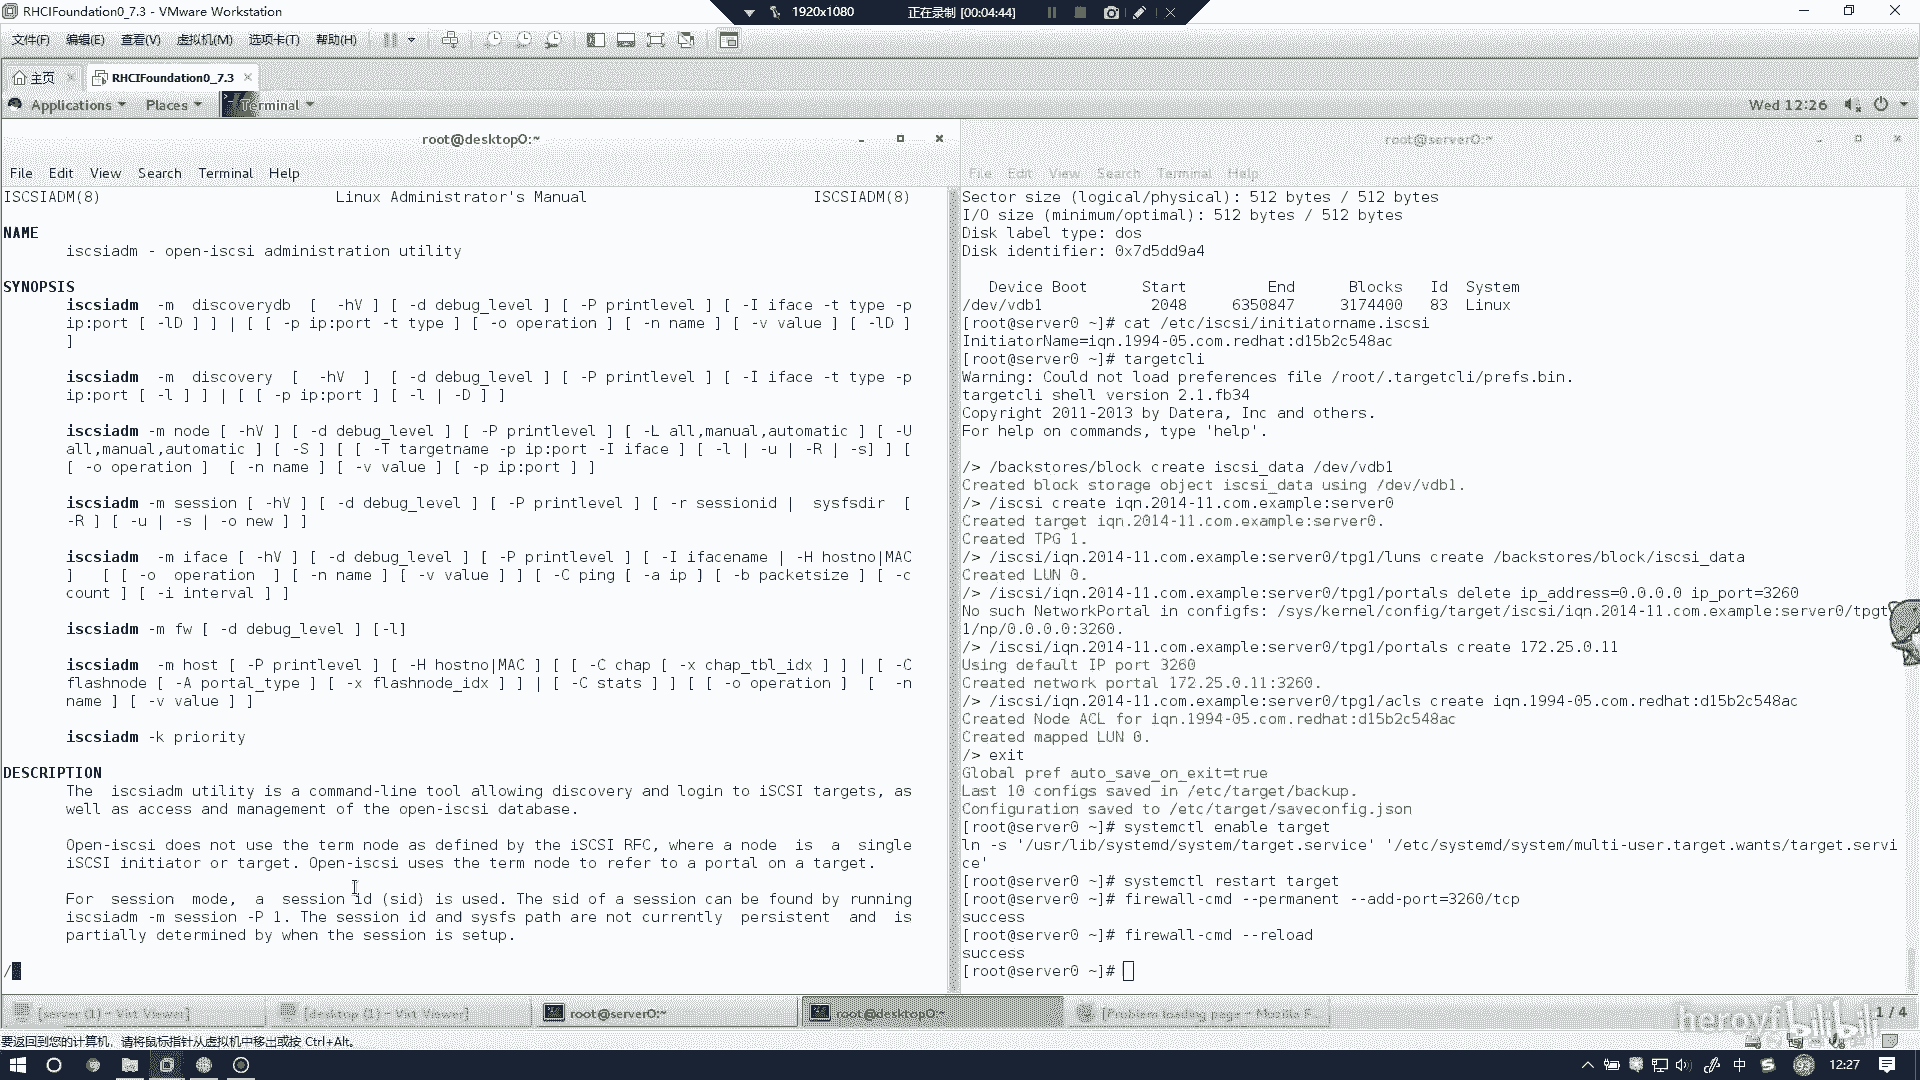 RHCIFoundation0_7.3 - VMware Workstation
1920x1080
正在录制 [00:04:44]
文件(F) 编辑(E) 查看(V) 虚拟机(M) 选项卡(T) 帮助(H)
主页
RHCIFoundation0_7.3
Applications Places Terminal
Wed 12:26
root@desktop0:~
File Edit View Search Terminal Help
ISCSIADM(8) Linux Administrator's Manual ISCSIADM(8)
NAME
iscsiadm - open-iscsi administration utility
SYNOPSIS
iscsiadm -m discoverydb [ -hV ] [ -d debug_level ] [ -P printlevel ] [ -I iface -t type -p
ip:port [ -lD ] ] | [ [ -p ip:port -t type ] [ -o operation ] [ -n name ] [ -v value ] [ -lD ]
]
iscsiadm -m discovery [ -hV ] [ -d debug_level ] [ -P printlevel ] [ -I iface -t type -p
ip:port [ -l ] ] | [ [ -p ip:port ] [ -l | -D ] ]
iscsiadm -m node [ -hV ] [ -d debug_level ] [ -P printlevel ] [ -L all,manual,automatic ] [ -U
all,manual,automatic ] [ -S ] [ [ -T targetname -p ip:port -I iface ] [ -l | -u | -R | -s] ] [
[ -o operation ] [ -n name ] [ -v value ] [ -p ip:port ] ]
iscsiadm -m session [ -hV ] [ -d debug_level ] [ -P printlevel ] [ -r sessionid | sysfsdir [
-R ] [ -u | -s | -o new ] ]
iscsiadm -m iface [ -hV ] [ -d debug_level ] [ -P printlevel ] [ -I ifacename | -H hostno|MAC
] [ [ -o operation ] [ -n name ] [ -v value ] ] [ -C ping [ -a ip ] [ -b packetsize ] [ -c
count ] [ -i interval ] ]
iscsiadm -m fw [ -d debug_level ] [-l]
iscsiadm -m host [ -P printlevel ] [ -H hostno|MAC ] [ [ -C chap [ -x chap_tbl_idx ] ] | [ -C
flashnode [ -A portal_type ] [ -x flashnode_idx ] ] | [ -C stats ] ] [ [ -o operation ] [ -n
name ] [ -v value ] ]
iscsiadm -k priority
DESCRIPTION
The iscsiadm utility is a command-line tool allowing discovery and login to iSCSI targets, as
well as access and management of the open-iscsi database.
Open-iscsi does not use the term node as defined by the iSCSI RFC, where a node is a single
iSCSI initiator or target. Open-iscsi uses the term node to refer to a portal on a target.
For session mode, a session id (sid) is used. The sid of a session can be found by running
iscsiadm -m session -P 1. The session id and sysfs path are not currently persistent and is
partially determined by when the session is setup.
/
root@server0:~
File Edit View Search Terminal Help
Sector size (logical/physical): 512 bytes / 512 bytes
I/O size (minimum/optimal): 512 bytes / 512 bytes
Disk label type: dos
Disk identifier: 0x7d5dd9a4
Device Boot Start End Blocks Id System
/dev/vdb1 2048 6350847 3174400 83 Linux
[root@server0 ~]# cat /etc/iscsi/initiatorname.iscsi
InitiatorName=iqn.1994-05.com.redhat:d15b2c548ac
[root@server0 ~]# targetcli
Warning: Could not load preferences file /root/.targetcli/prefs.bin.
targetcli shell version 2.1.fb34
Copyright 2011-2013 by Datera, Inc and others.
For help on commands, type 'help'.
/> /backstores/block create iscsi_data /dev/vdb1
Created block storage object iscsi_data using /dev/vdb1.
/> /iscsi create iqn.2014-11.com.example:server0
Created target iqn.2014-11.com.example:server0.
Created TPG 1.
/> /iscsi/iqn.2014-11.com.example:server0/tpg1/luns create /backstores/block/iscsi_data
Created LUN 0.
/> /iscsi/iqn.2014-11.com.example:server0/tpg1/portals delete ip_address=0.0.0.0 ip_port=3260
No such NetworkPortal in configfs: /sys/kernel/config/target/iscsi/iqn.2014-11.com.example:server0/tpgt_
1/np/0.0.0.0:3260.
/> /iscsi/iqn.2014-11.com.example:server0/tpg1/portals create 172.25.0.11
Using default IP port 3260
Created network portal 172.25.0.11:3260.
/> /iscsi/iqn.2014-11.com.example:server0/tpg1/acls create iqn.1994-05.com.redhat:d15b2c548ac
Created Node ACL for iqn.1994-05.com.redhat:d15b2c548ac
Created mapped LUN 0.
/> exit
Global pref auto_save_on_exit=true
Last 10 configs saved in /etc/target/backup.
Configuration saved to /etc/target/saveconfig.json
[root@server0 ~]# systemctl enable target
ln -s '/usr/lib/systemd/system/target.service' '/etc/systemd/system/multi-user.target.wants/target.servi
ce'
[root@server0 ~]# systemctl restart target
[root@server0 ~]# firewall-cmd --permanent --add-port=3260/tcp
success
[root@server0 ~]# firewall-cmd --reload
success
[root@server0 ~]#
[server (1) - Virt Viewer]
[desktop (1) - Virt Viewer]
root@server0:~
root@desktop0:~
[Problem loading page - Mozilla F...
1 / 4
bilibili
要返回到您的计算机，请将鼠标指针从虚拟机中移出或按 Ctrl+Alt。
中
93
12:27